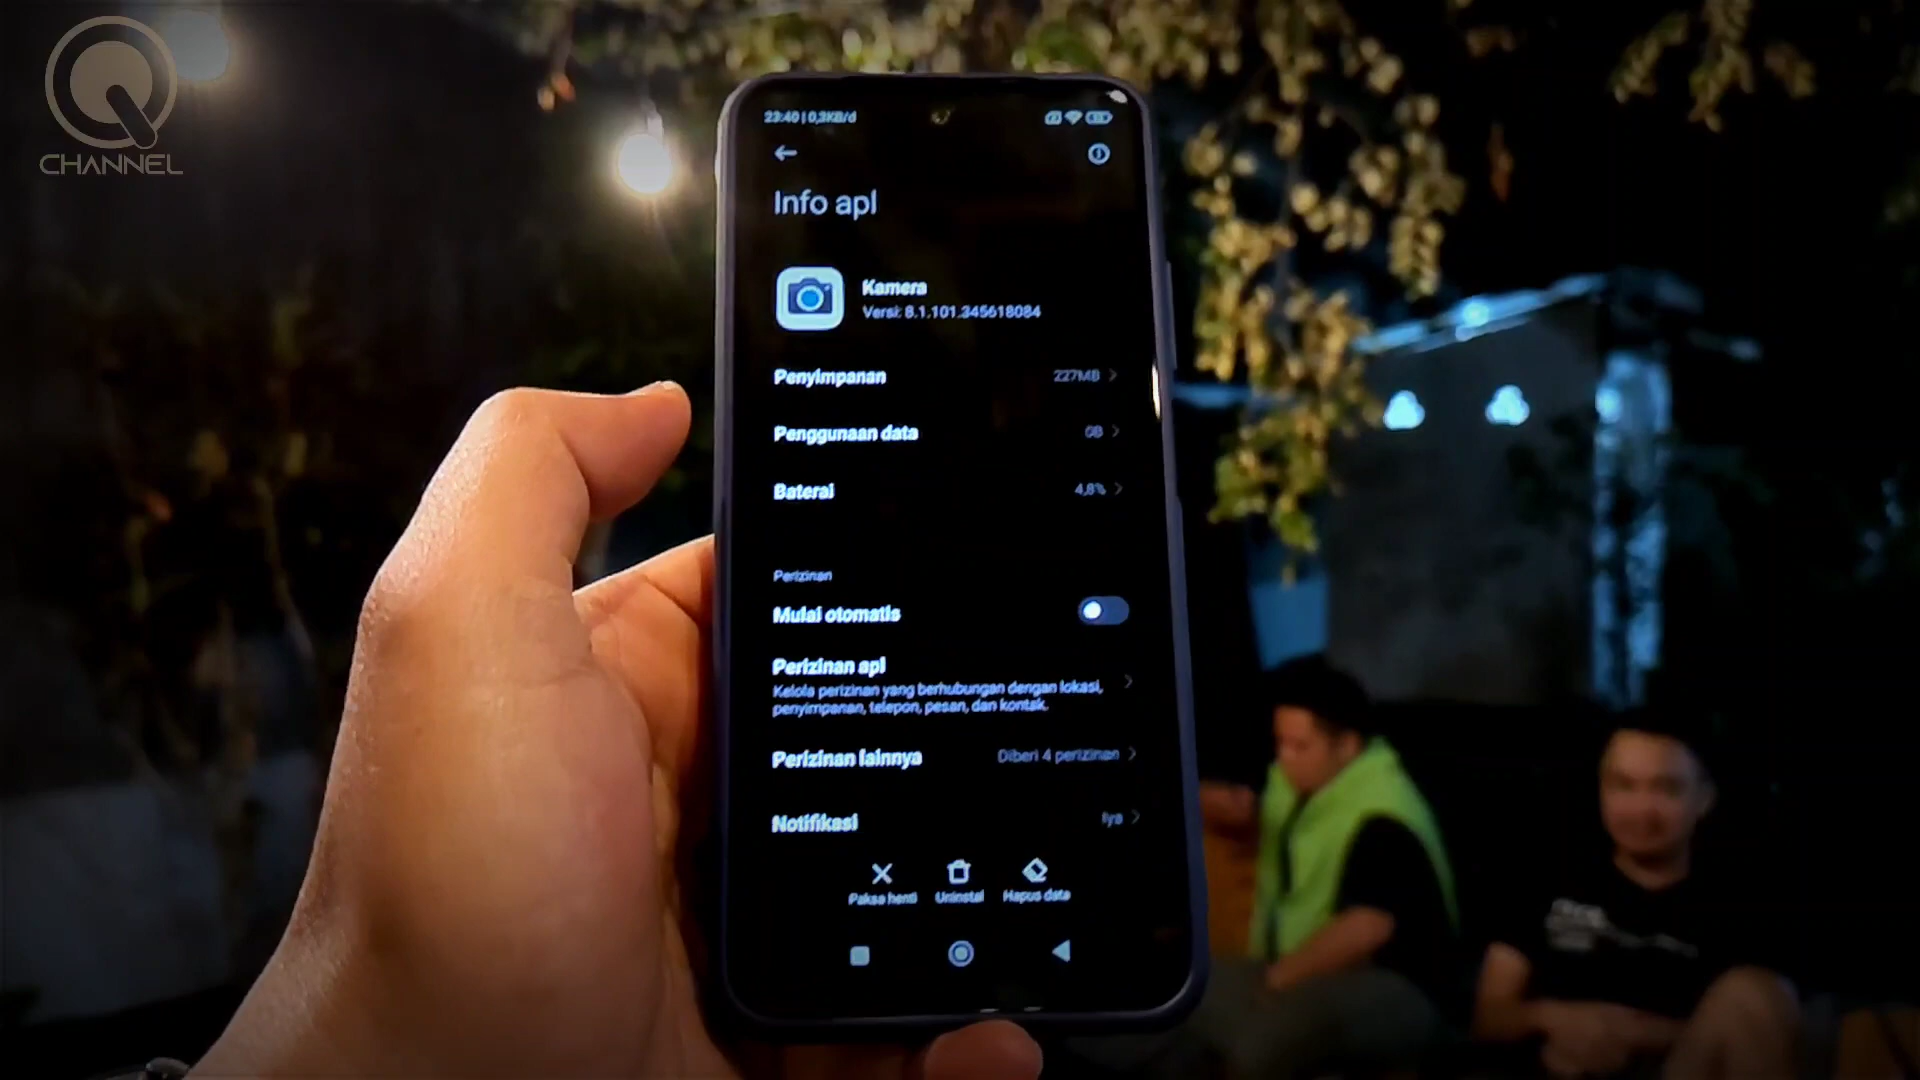 CHANNEL
23:40 | 0,3KB/d
Info apl
Kamera
Versi: 8.1.101.345618084
Penyimpanan 227MB
Penggunaan data 0B
Baterai 4,8%
Perizinan
Mulai otomatis
Perizinan apl
Kelola perizinan yang berhubungan dengan lokasi,
penyimpanan, telepon, pesan, dan kontak.
Perizinan lainnya Diberi 4 perizinan
Notifikasi Iya
Paksa henti Uninstal Hapus data